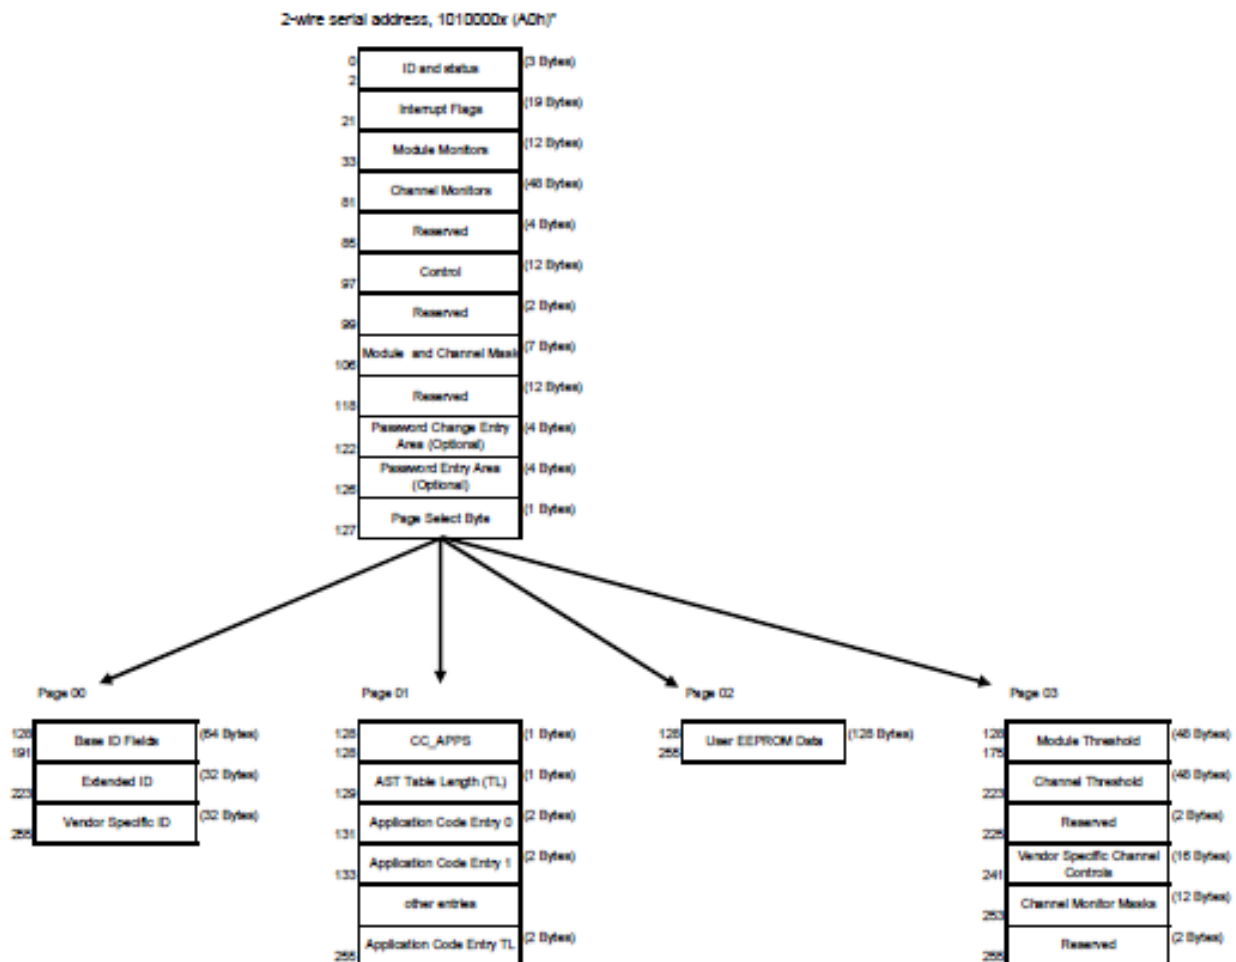 2-wire serial address, 1010000x (A0h)"
0
ID and status
(3 Bytes)
2
Interrupt Flags
(19 Bytes)
21
Module Monitors
(12 Bytes)
33
Channel Monitors
(48 Bytes)
81
Reserved
(4 Bytes)
85
Control
(12 Bytes)
97
Reserved
(2 Bytes)
99
Module and Channel Mask
(7 Bytes)
106
Reserved
(12 Bytes)
118
Password Change Entry
Area (Optional)
(4 Bytes)
122
Password Entry Area
(Optional)
(4 Bytes)
126
Page Select Byte
(1 Bytes)
127
Page 00
128
Base ID Fields
(64 Bytes)
191
Extended ID
(32 Bytes)
223
Vendor Specific ID
(32 Bytes)
255
Page 01
128
CC_APPS
(1 Bytes)
128
AST Table Length (TL)
(1 Bytes)
129
Application Code Entry 0
(2 Bytes)
131
Application Code Entry 1
(2 Bytes)
133
other entries
Application Code Entry TL
(2 Bytes)
255
Page 02
128
User EEPROM Data
(128 Bytes)
255
Page 03
128
Module Threshold
(48 Bytes)
175
Channel Threshold
(48 Bytes)
223
Reserved
(2 Bytes)
225
Vendor Specific Channel
Controls
(16 Bytes)
241
Channel Monitor Masks
(12 Bytes)
253
Reserved
(2 Bytes)
255